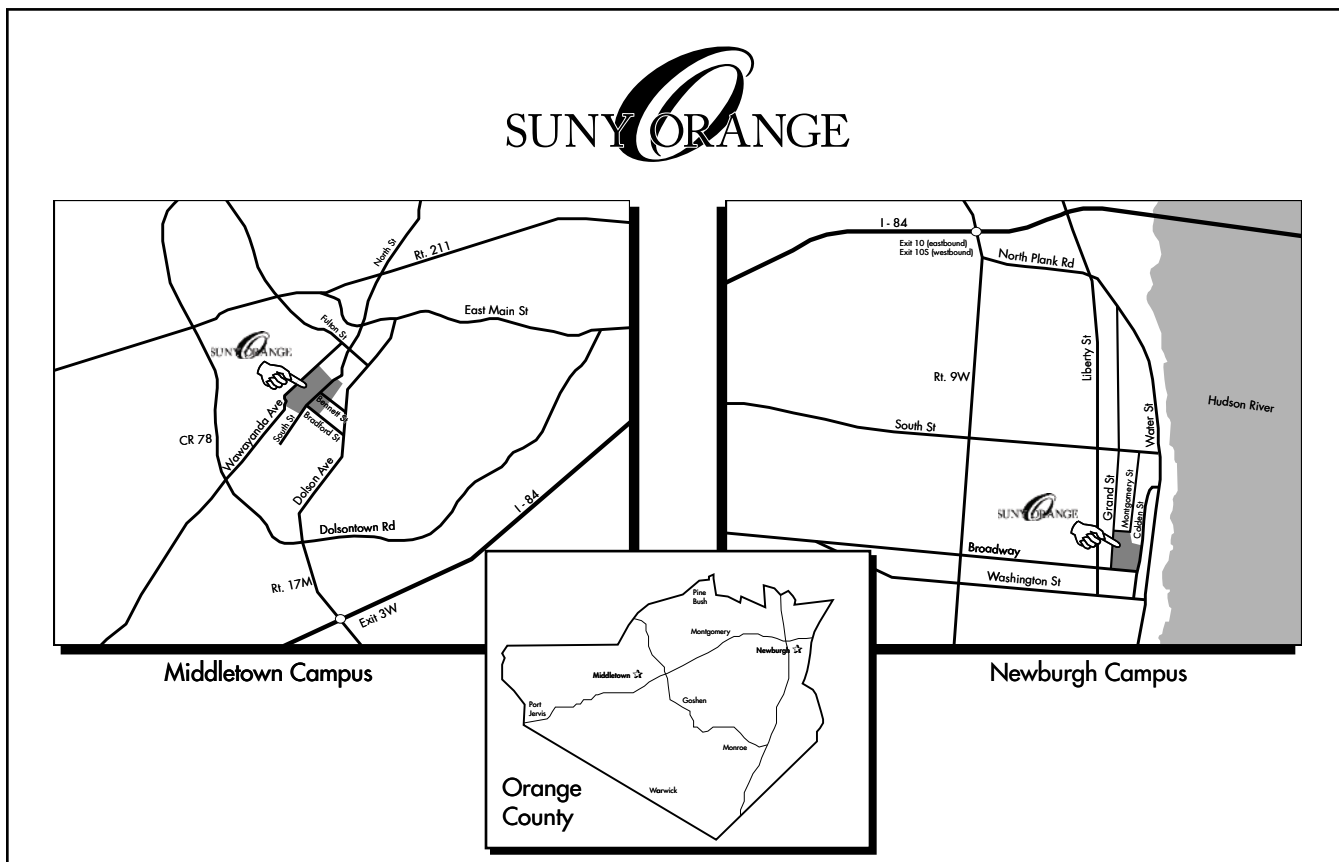 SUNY ORANGE
North St
Rt. 211
East Main St
Fulton St
SUNY ORANGE
Bennett St
Bradford St
South St
Wawayanda Ave
CR 78
Dolson Ave
I - 84
Dolsontown Rd
Rt. 17M
Exit 3W
Middletown Campus
I - 84
Exit 10 (eastbound)
Exit 10S (westbound)
North Plank Rd
Liberty St
Rt. 9W
Hudson River
Water St
South St
Grand St
Montgomery St
Colden St
SUNY ORANGE
Broadway
Washington St
Newburgh Campus
Pine
Bush
Montgomery
Newburgh
Middletown
Port
Jervis
Goshen
Monroe
Warwick
Orange
County